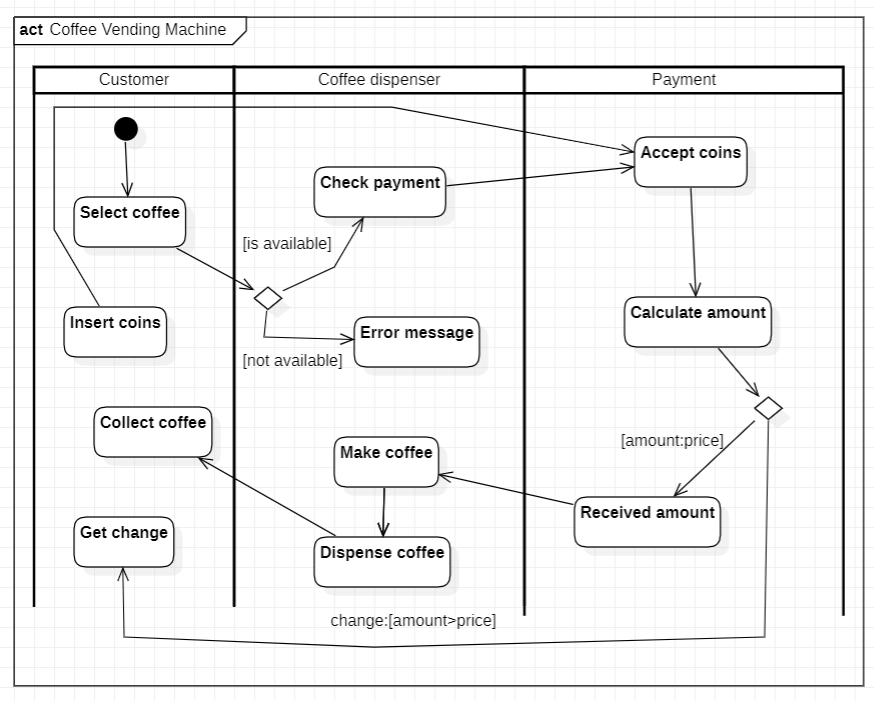 act Coffee Vending Machine
Customer
Coffee dispenser
Payment
Accept coins
Check payment
Select coffee
[is available]
Insert coins
Calculate amount
Error message
[not available]
Collect coffee
[amount:price]
Make coffee
Received amount
Get change
Dispense coffee
change:[amount>price]